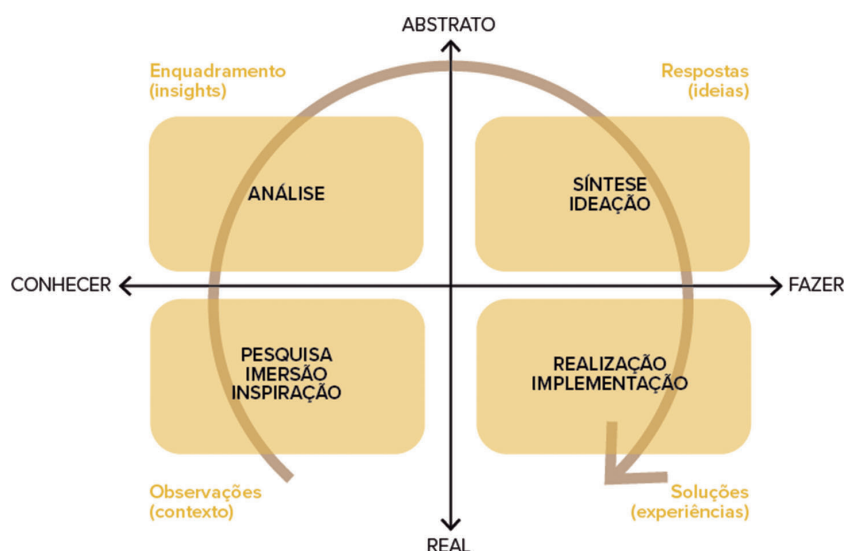 ABSTRATO
Enquadramento
(insights)
Respostas
(ideias)
ANÁLISE
SÍNTESE
IDEAÇÃO
CONHECER
FAZER
PESQUISA
IMERSÃO
INSPIRAÇÃO
REALIZAÇÃO
IMPLEMENTAÇÃO
Observações
(contexto)
Soluções
(experiências)
REAL